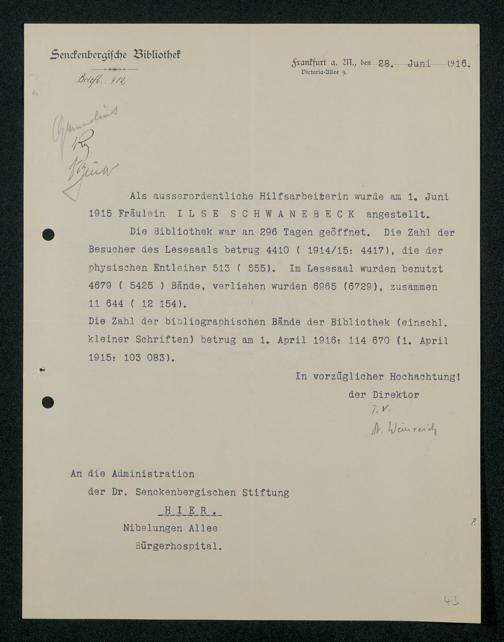 Senckenbergische Bibliothek
Frankfurt a. M., den 28. Juni 1916.
Victoria-Allee 9.
Als ausserordentliche Hilfsarbeiterin wurde am 1. Juni
1915 Fräulein I L S E S C H W A N E B E C K angestellt.
Die Bibliothek war an 296 Tagen geöffnet. Die Zahl der
Besucher des Lesesaals betrug 4410 ( 1914/15: 4417), die der
physischen Entleiher 513 ( 555). Im Lesesaal wurden benutzt
4679 ( 5425 ) Bände, verliehen wurden 6965 (6729), zusammen
11 644 ( 12 154).
Die Zahl der bibliographischen Bände der Bibliothek (einschl.
kleiner Schriften) betrug am 1. April 1916: 114 670 (1. April
1915: 103 083).
In vorzüglicher Hochachtung!
der Direktor
I. V.
An die Administration
der Dr. Senckenbergischen Stiftung
H I E R.
Nibelungen Allee
Bürgerhospital.
43